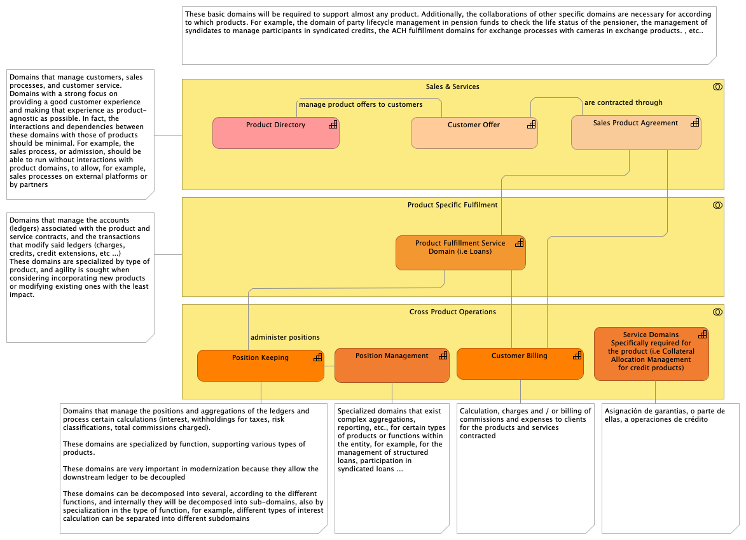 These basic domains will be required to support almost any product. Additionally, the collaborations of other specific domains are necessary for according
to which products. For example, the domain of party lifecycle management in pension funds to check the life status of the pensioner, the management of
syndidates to manage participants in syndicated credits, the ACH fulfillment domains for exchange processes with cameras in exchange products. , etc..
Domains that manage customers, sales
processes, and customer service.
Domains with a strong focus on
providing a good customer experience
and making that experience as product-
agnostic as possible. In fact, the
interactions and dependencies between
these domains with those of products
should be minimal. For example, the
sales process, or admission, should be
able to run without interactions with
product domains, to allow, for example,
sales processes on external platforms or
by partners
Sales & Services
manage product offers to customers
are contracted through
Product Directory
Customer Offer
Sales Product Agreement
Domains that manage the accounts
(ledgers) associated with the product and
service contracts, and the transactions
that modify said ledgers (charges,
credits, credit extensions, etc ...)
These domains are specialized by type of
product, and agility is sought when
considering incorporating new products
or modifying existing ones with the least
impact.
Product Specific Fulfilment
Product Fulfillment Service
Domain (i.e Loans)
Cross Product Operations
administer positions
Position Keeping
Position Management
Customer Billing
Service Domains
Specifically required for
the product (i.e Collateral
Allocation Management
for credit products)
Domains that manage the positions and aggregations of the ledgers and
process certain calculations (interest, withholdings for taxes, risk
classifications, total commissions charged).
These domains are specialized by function, supporting various types of
products.
These domains are very important in modernization because they allow the
downstream ledger to be decoupled
These domains can be decomposed into several, according to the different
functions, and internally they will be decomposed into sub-domains, also by
specialization in the type of function, for example, different types of interest
calculation can be separated into different subdomains
Specialized domains that exist
complex aggregations,
reporting, etc., for certain types
of products or functions within
the entity, for example, for the
management of structured
loans, participation in
syndicated loans ...
Calculation, charges and / or billing of
commissions and expenses to clients
for the products and services
contracted
Asignación de garantías, o parte de
ellas, a operaciones de crédito